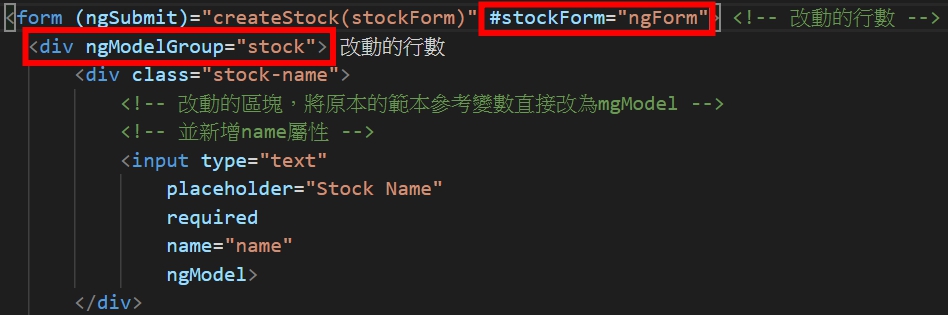 <form (ngSubmit)="createStock(stockForm)" #stockForm="ngForm"> <!-- 改動的行數 -->
<div ngModelGroup="stock"> 改動的行數
<div class="stock-name">
<!-- 改動的區塊，將原本的範本參考變數直接改為mgModel -->
<!-- 並新增name屬性 -->
<input type="text"
placeholder="Stock Name"
required
name="name"
ngModel>
</div>